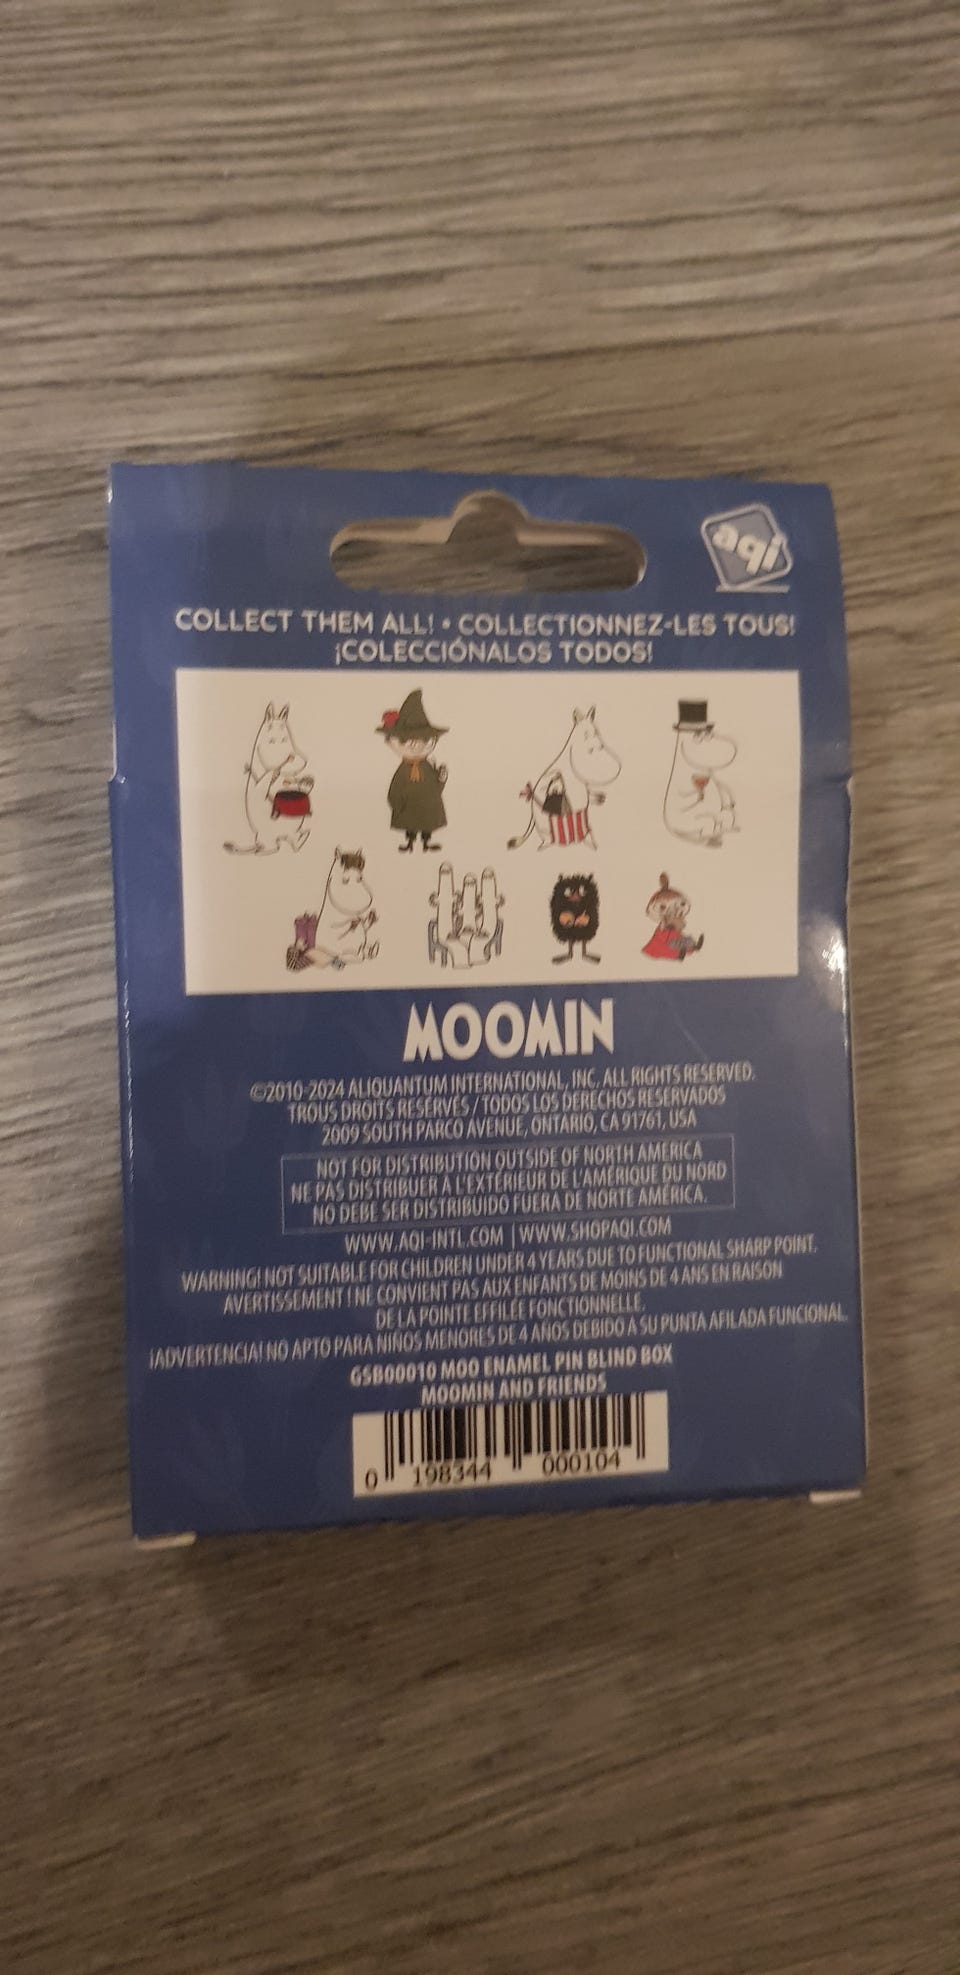 aqi
COLLECT THEM ALL! • COLLECTIONNEZ-LES TOUS!
¡COLECCIÓNALOS TODOS!
MOOMIN
©2010-2024 ALIQUANTUM INTERNATIONAL, INC. ALL RIGHTS RESERVED.
TROUS DROITS RÉSERVÉS / TODOS LOS DERECHOS RESERVADOS
2009 SOUTH PARCO AVENUE, ONTARIO, CA 91761, USA
NOT FOR DISTRIBUTION OUTSIDE OF NORTH AMERICA
NE PAS DISTRIBUER À L'EXTÉRIEUR DE L'AMÉRIQUE DU NORD
NO DEBE SER DISTRIBUIDO FUERA DE NORTE AMÉRICA.
WWW.AQI-INTL.COM | WWW.SHOPAQI.COM
WARNING! NOT SUITABLE FOR CHILDREN UNDER 4 YEARS DUE TO FUNCTIONAL SHARP POINT.
AVERTISSEMENT ! NE CONVIENT PAS AUX ENFANTS DE MOINS DE 4 ANS EN RAISON
DE LA POINTE EFFILÉE FONCTIONNELLE.
¡ADVERTENCIA! NO APTO PARA NIÑOS MENORES DE 4 AÑOS DEBIDO A SU PUNTA AFILADA FUNCIONAL.
GSB00010 MOO ENAMEL PIN BLIND BOX
MOOMIN AND FRIENDS
0 198344 000104